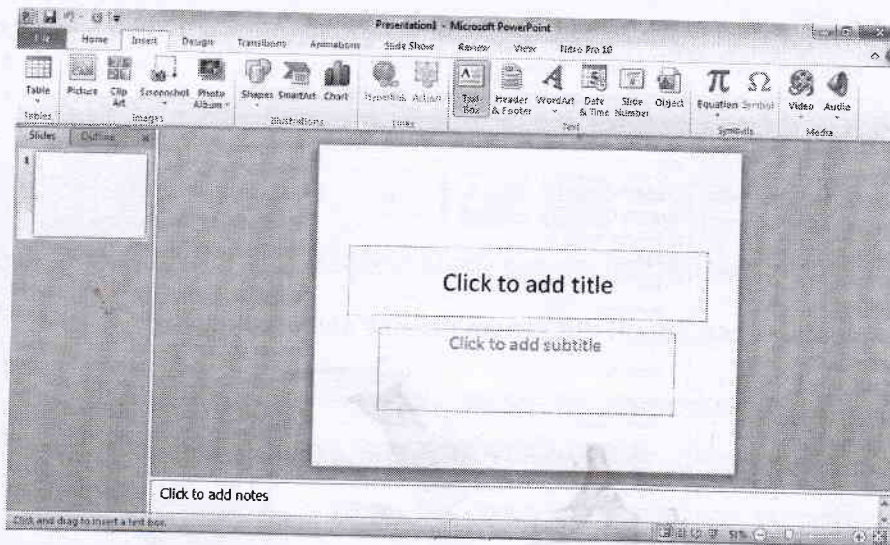 Presentation1 - Microsoft PowerPoint
File Home Insert Design Transitions Animations Slide Show Review View Nitro Pro 10
Table Picture Clip Art Screenshot Photo Album Shapes SmartArt Chart Hyperlink Action Text Box Header & Footer WordArt Date & Time Slide Number Object Equation Symbol Video Audio
Tables Images Illustrations Links Text Symbols Media
Slides Outline
1
Click to add title
Click to add subtitle
Click to add notes
Click and drag to insert a text box.
51%